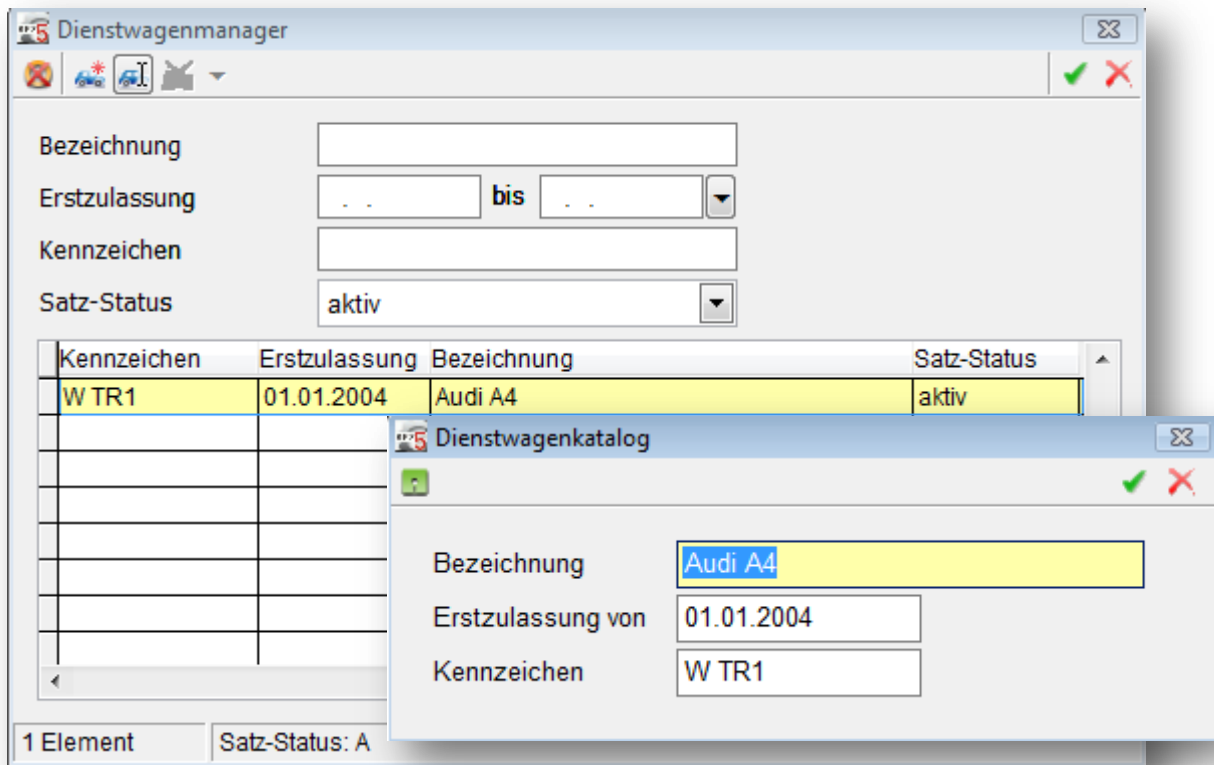 Dienstwagenmanager
Bezeichnung
Erstzulassung . . bis . .
Kennzeichen
Satz-Status aktiv
Kennzeichen Erstzulassung Bezeichnung Satz-Status
W TR1 01.01.2004 Audi A4 aktiv
Dienstwagenkatalog
Bezeichnung Audi A4
Erstzulassung von 01.01.2004
Kennzeichen W TR1
1 Element Satz-Status: A